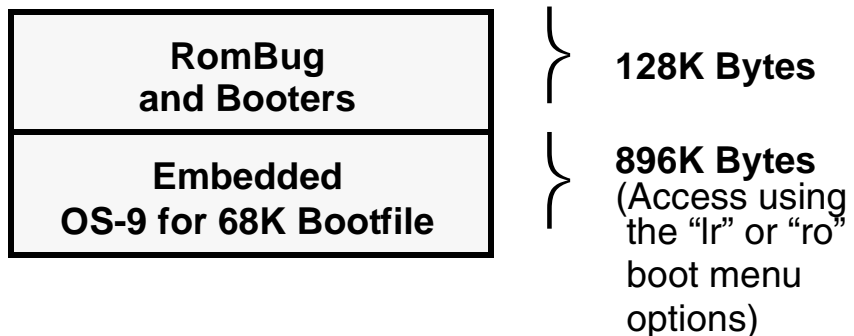 RomBug
and Booters
128K Bytes
Embedded
OS-9 for 68K Bootfile
896K Bytes
(Access using
the “lr” or “ro”
boot menu
options)